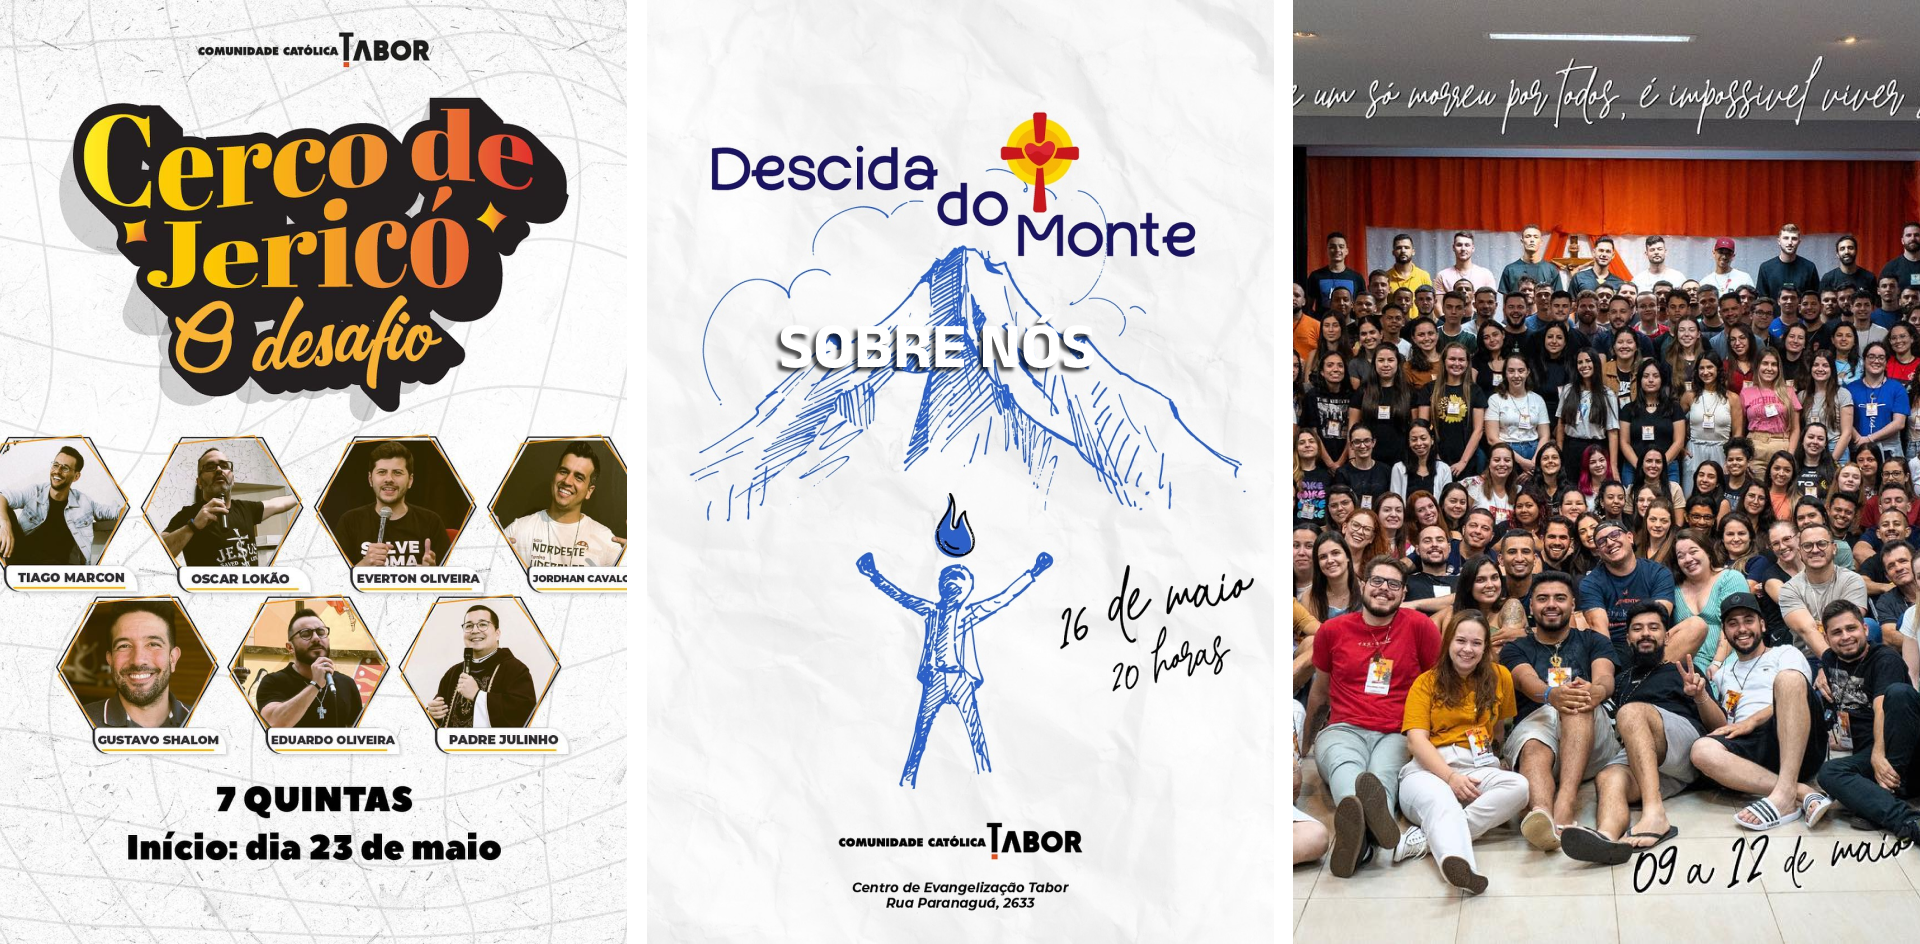 COMUNIDADE CATÓLICA TABOR
Cerco de
Jericó
O desafio
TIAGO MARCON
OSCAR LOKÃO
EVERTON OLIVEIRA
JORDHAN CAVALC
GUSTAVO SHALOM
EDUARDO OLIVEIRA
PADRE JULINHO
7 QUINTAS
Início: dia 23 de maio
Descida
do
Monte
SOBRE NÓS
16 de maio
20 horas
COMUNIDADE CATÓLICA TABOR
Centro de Evangelização Tabor
Rua Paranaguá, 2633
e um só morreu por todos, é impossível viver
09 a 12 de maio